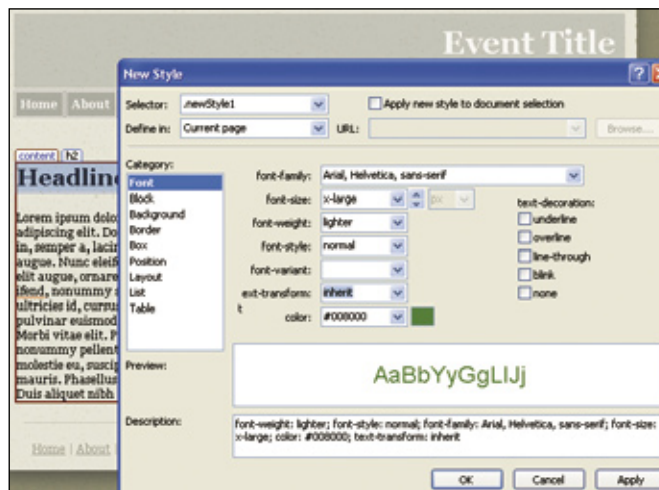 Event Title
New Style
Selector: .newStyle1 Apply new style to document selection
Define in: Current page URL: Browse...
Home About
content h2
Headline
Lorem ipsum dolo
adipiscing elit. Do
in, semper a, lacin
augue. Nunc eleif
elit augue, ornare
ifend, nonummy s
ultricies id, cursus
pulvinar euismod
Morbi vitae elit. P
nonummy pellent
molestie eu, suscip
mauris. Phasellus
Duis aliquet nibh
Home | About |
Category:
Font
Block
Background
Border
Box
Position
Layout
List
Table
font-family: Arial, Helvetica, sans-serif
font-size: x-large px
font-weight: lighter
font-style: normal
font-variant:
ext-transform: inherit
t
color: #008000
text-decoration:
underline
overline
line-through
blink
none
Preview: AaBbYyGgLlJj
Description: font-weight: lighter; font-style: normal; font-family: Arial, Helvetica, sans-serif; font-size:
x-large; color: #008000; text-transform: inherit
OK Cancel Apply